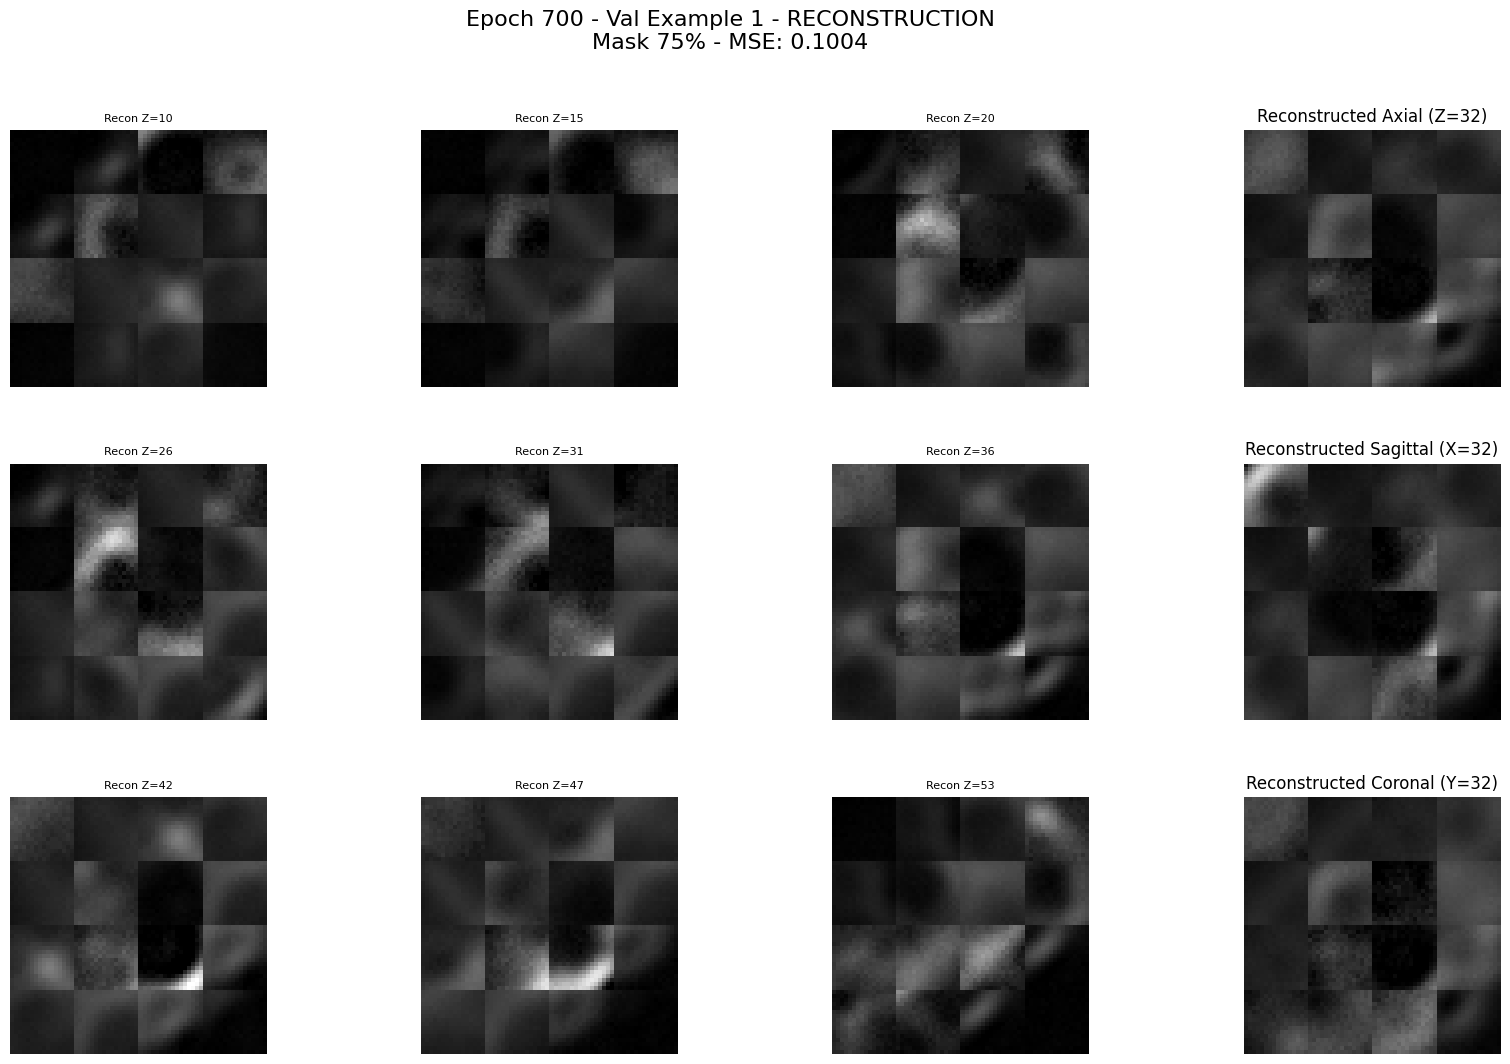 Epoch 700 - Val Example 1 - RECONSTRUCTION
Mask 75% - MSE: 0.1004
Recon Z=10
Recon Z=15
Recon Z=20
Reconstructed Axial (Z=32)
Recon Z=26
Recon Z=31
Recon Z=36
Reconstructed Sagittal (X=32)
Recon Z=42
Recon Z=47
Recon Z=53
Reconstructed Coronal (Y=32)